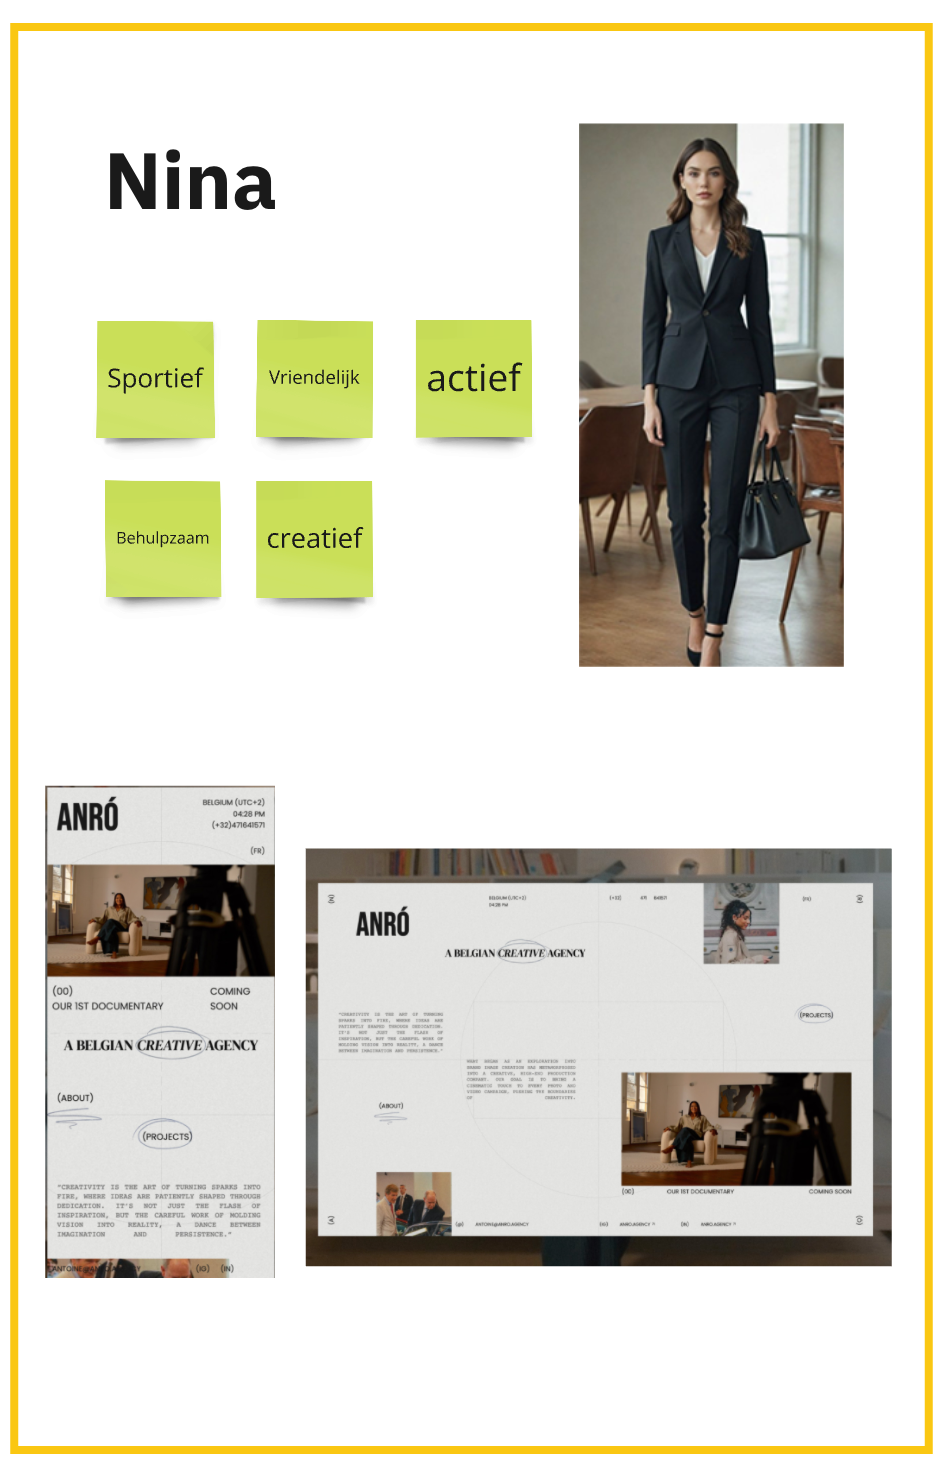 Nina
Sportief
Vriendelijk
actief
Behulpzaam
creatief
ANRÓ
BELGIUM (UTC+2)
04:28 PM
(+32)471641571
(FR)
(00)
OUR 1ST DOCUMENTARY
COMING
SOON
A BELGIAN CREATIVE AGENCY
(ABOUT)
(PROJECTS)
"CREATIVITY IS THE ART OF TURNING SPARKS INTO
FIRE, WHERE IDEAS ARE PATIENTLY SHAPED THROUGH
DEDICATION. IT'S NOT JUST THE FLASH OF
INSPIRATION, BUT THE CAREFUL WORK OF MOLDING
VISION INTO REALITY, A DANCE BETWEEN
IMAGINATION AND PERSISTENCE."
(IG) (IN)
BELGIUM (UTC+2)
04:28 PM
(+32) 471 641571
ANRÓ
A BELGIAN CREATIVE AGENCY
(PROJECTS)
"CREATIVITY IS THE ART OF TURNING
SPARKS INTO FIRE, WHERE IDEAS ARE
PATIENTLY SHAPED THROUGH DEDICATION.
IT'S NOT JUST THE FLASH OF
INSPIRATION, BUT THE CAREFUL WORK OF
MOLDING VISION INTO REALITY, A DANCE
BETWEEN IMAGINATION AND PERSISTENCE."
(ABOUT)
(00) OUR 1ST DOCUMENTARY COMING SOON
(@) ANTOINE@ANRO.AGENCY (IG) ANRO.AGENCY (IN) ANRO.AGENCY